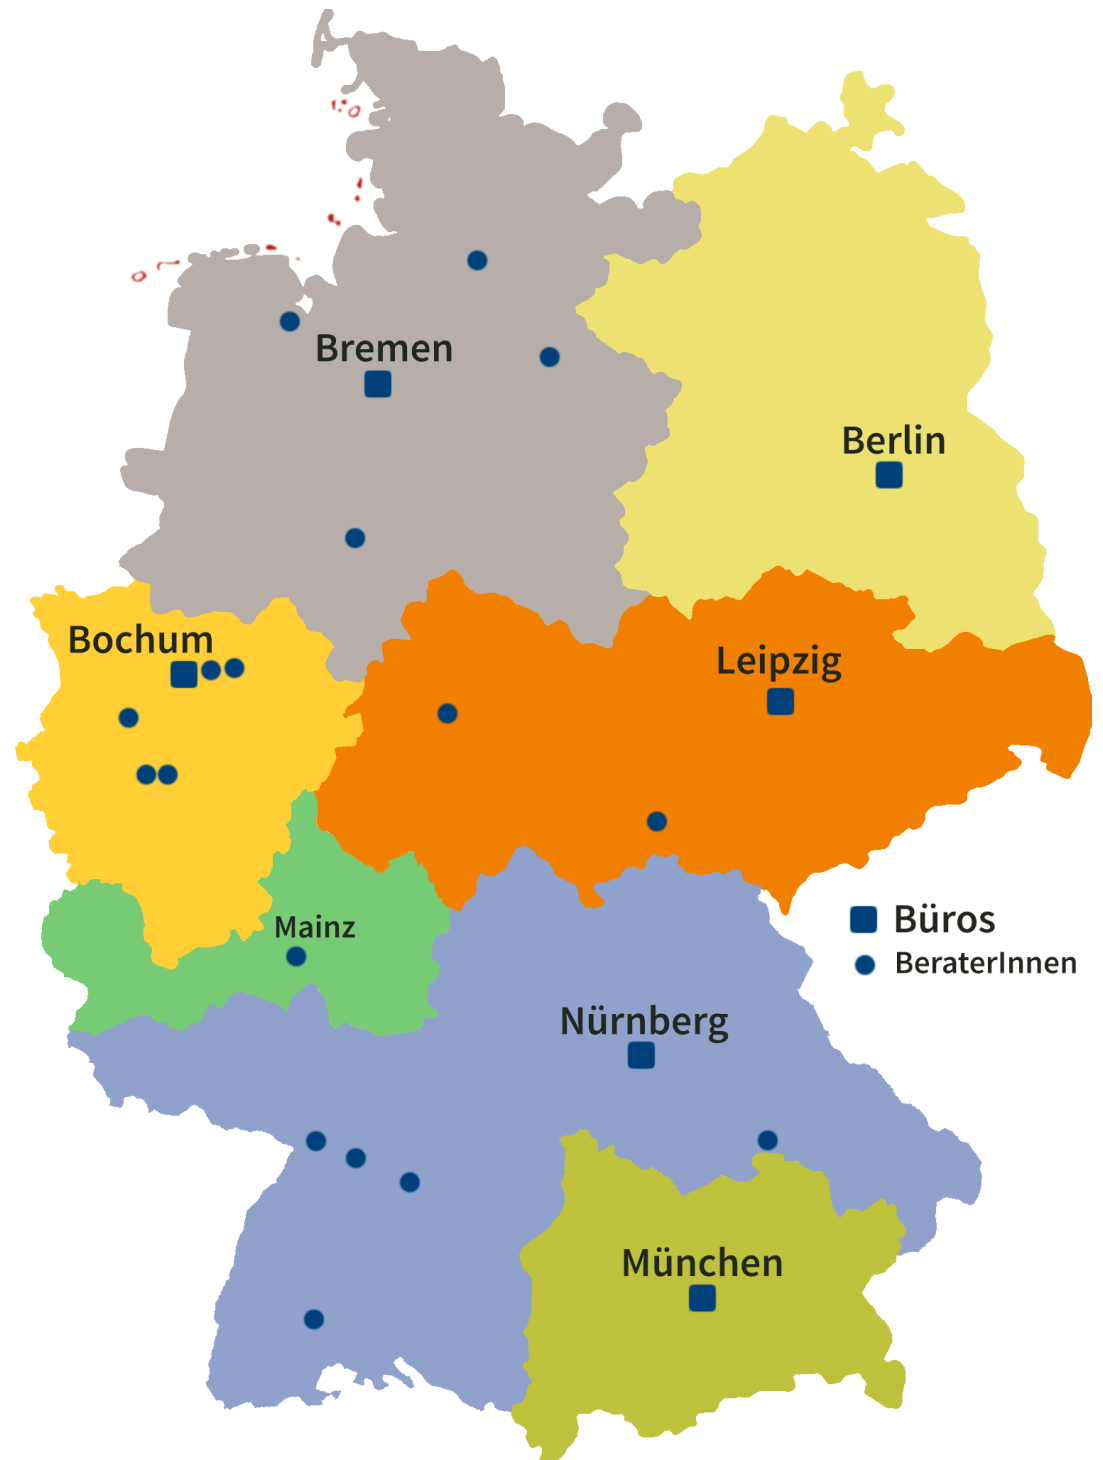 Bremen
Berlin
Bochum
Leipzig
Büros
Mainz
BeraterInnen
Nürnberg
München